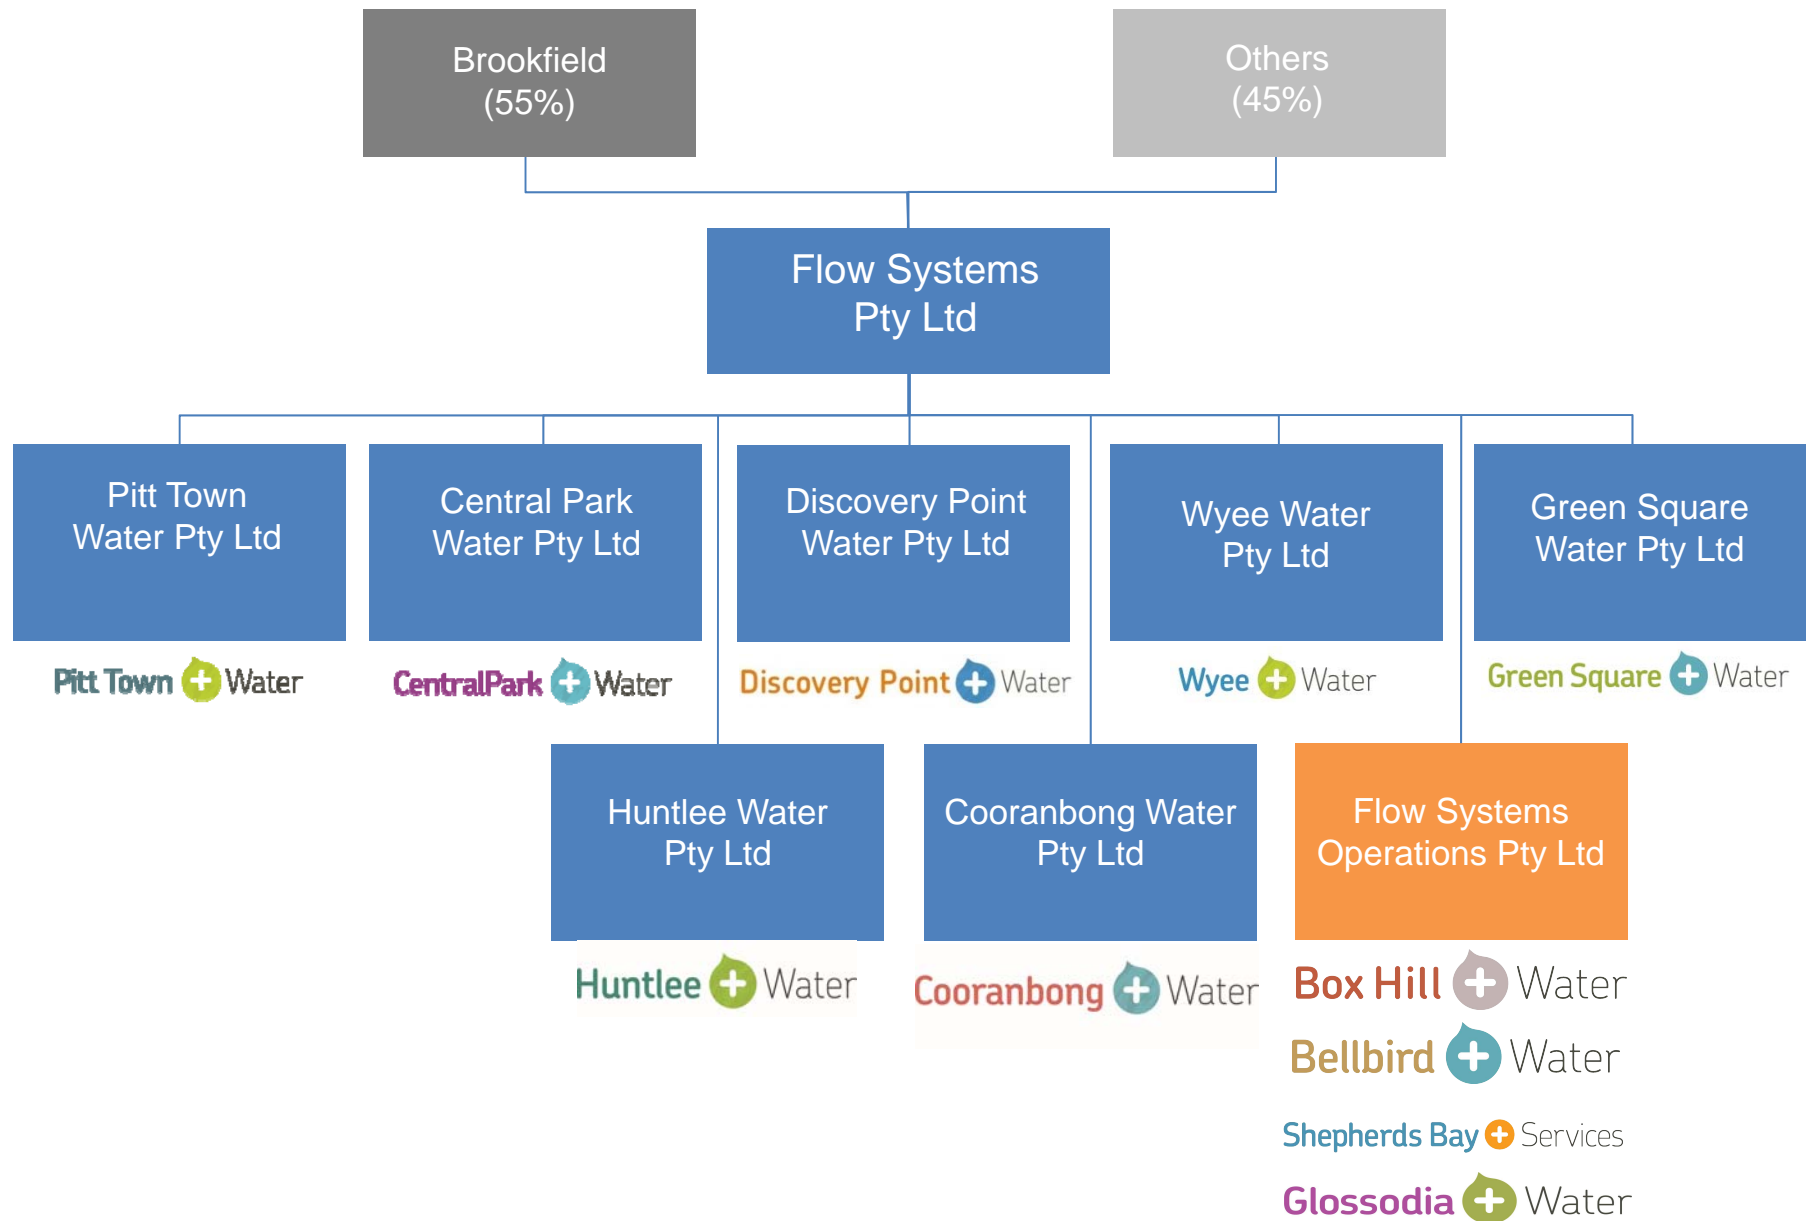 Brookfield
(55%)
Others
(45%)
Flow Systems
Pty Ltd
Pitt Town
Water Pty Ltd
Central Park
Water Pty Ltd
Discovery Point
Water Pty Ltd
Wyee Water
Pty Ltd
Green Square
Water Pty Ltd
Pitt Town + Water
CentralPark + Water
Discovery Point + Water
Wyee + Water
Green Square + Water
Huntlee Water
Pty Ltd
Cooranbong Water
Pty Ltd
Flow Systems
Operations Pty Ltd
Huntlee + Water
Cooranbong + Water
Box Hill + Water
Bellbird + Water
Shepherds Bay + Services
Glossodia + Water